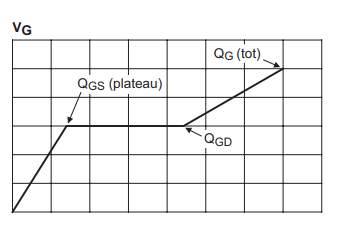 VG
QG (tot)
QGS (plateau)
QGD